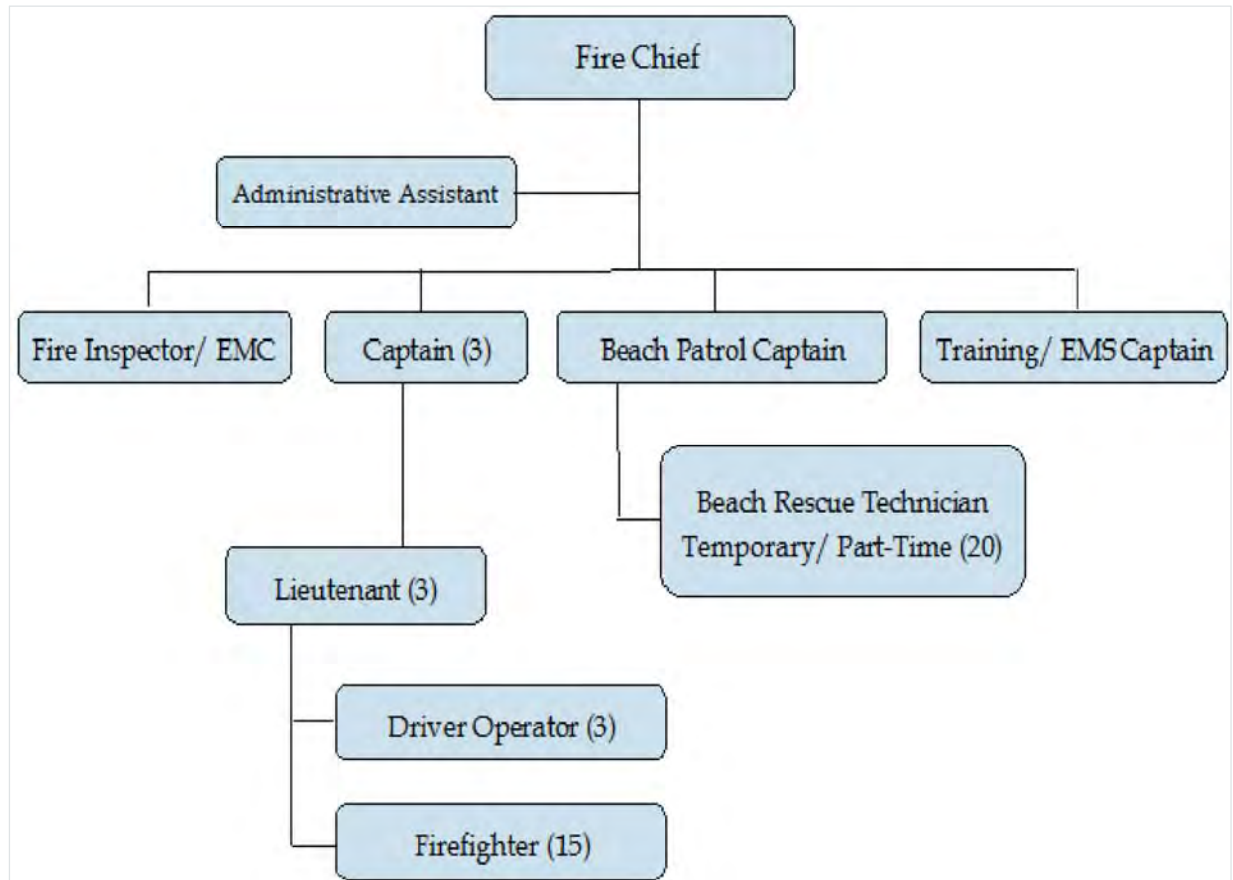 Fire Chief
Administrative Assistant
Fire Inspector/ EMC
Captain (3)
Beach Patrol Captain
Training/ EMS Captain
Beach Rescue Technician
Temporary/ Part-Time (20)
Lieutenant (3)
Driver Operator (3)
Firefighter (15)